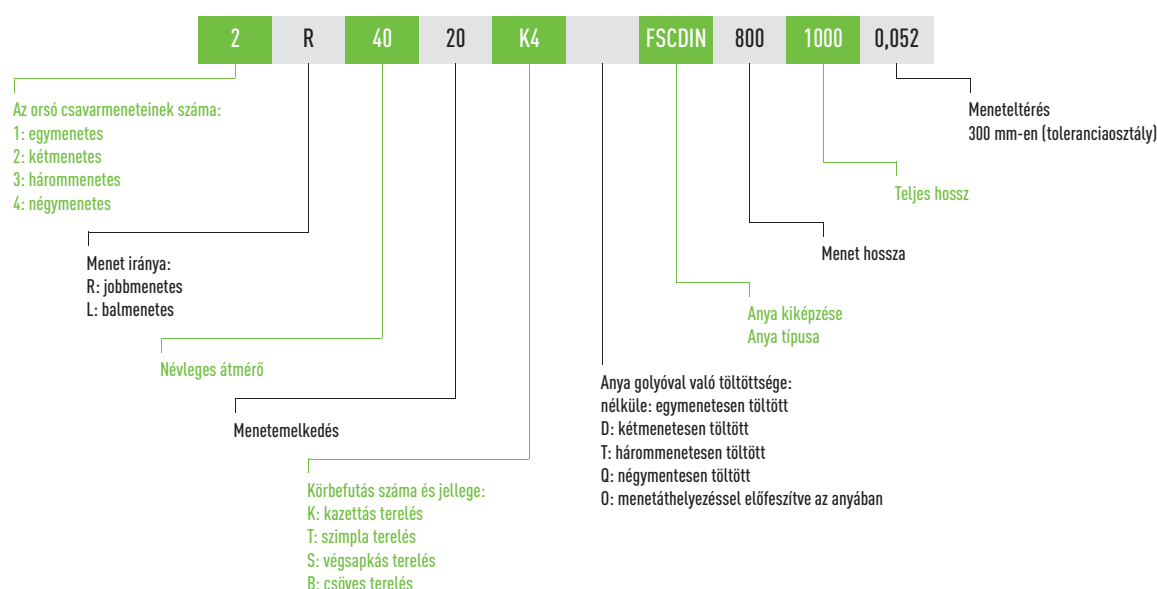 2 R 40 20 K4 FSCDIN 800 1000 0,052
Az orsó csavarmeneteinek száma:
1: egymenetes
2: kétmenetes
3: hárommenetes
4: négymenetes
Menet iránya:
R: jobbmenetes
L: balmenetes
Névleges átmérő
Menetemelkedés
Körbefutás száma és jellege:
K: kazettás terelés
T: szimpla terelés
S: végsapkás terelés
B: csöves terelés
Anya golyóval való töltöttsége:
nélküle: egymenetesen töltött
D: kétmenetesen töltött
T: hárommenetesen töltött
Q: négymentesen töltött
O: menetáthelyezéssel előfeszítve az anyában
Anya kiképzése
Anya típusa
Menet hossza
Teljes hossz
Meneteltérés
300 mm-en (toleranciaosztály)